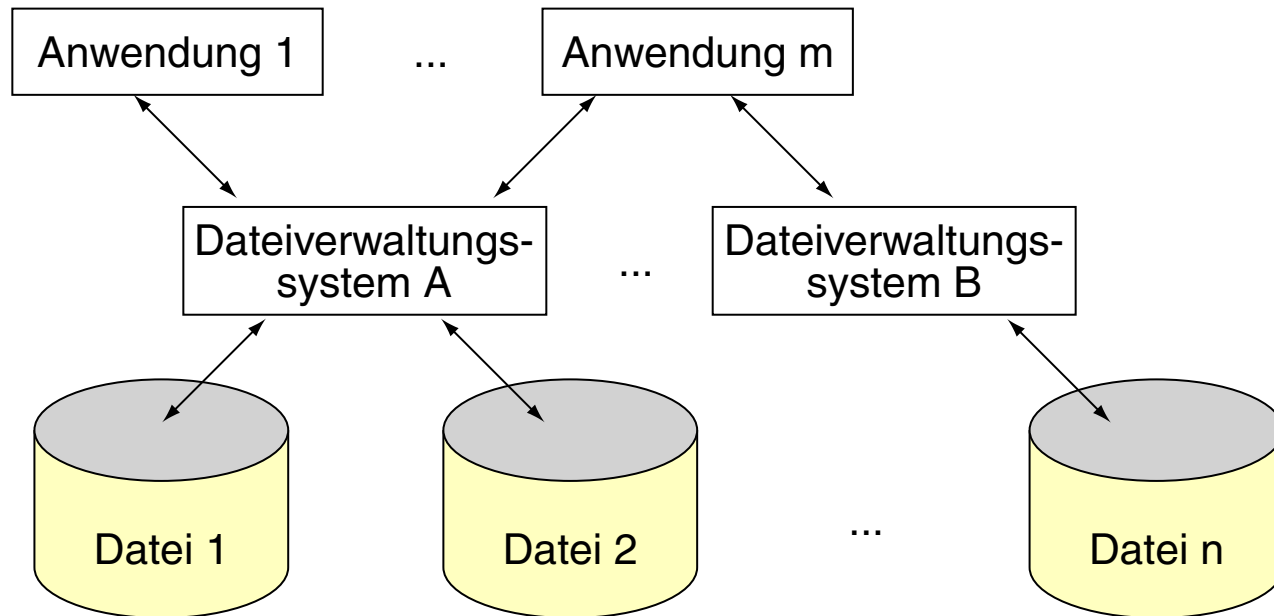 Anwendung 1
...
Anwendung m
Dateiverwaltungs-
system A
...
Dateiverwaltungs-
system B
Datei 1
Datei 2
...
Datei n